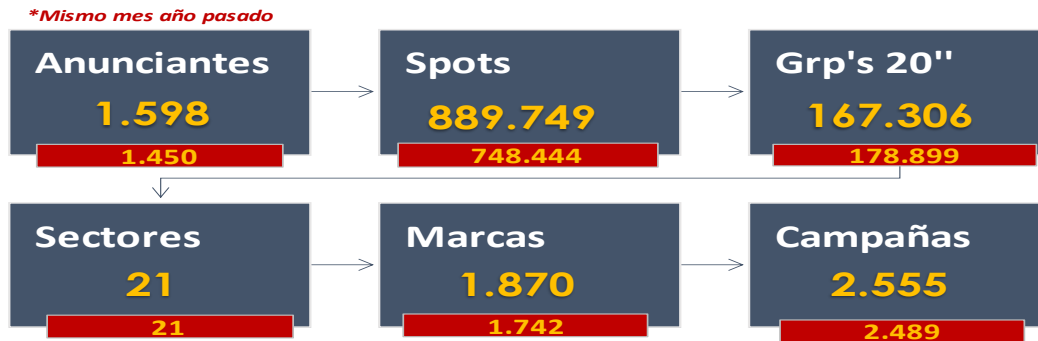 *Mismo mes año pasado
Anunciantes
1.598
1.450
Spots
889.749
748.444
Grp's 20''
167.306
178.899
Sectores
21
21
Marcas
1.870
1.742
Campañas
2.555
2.489